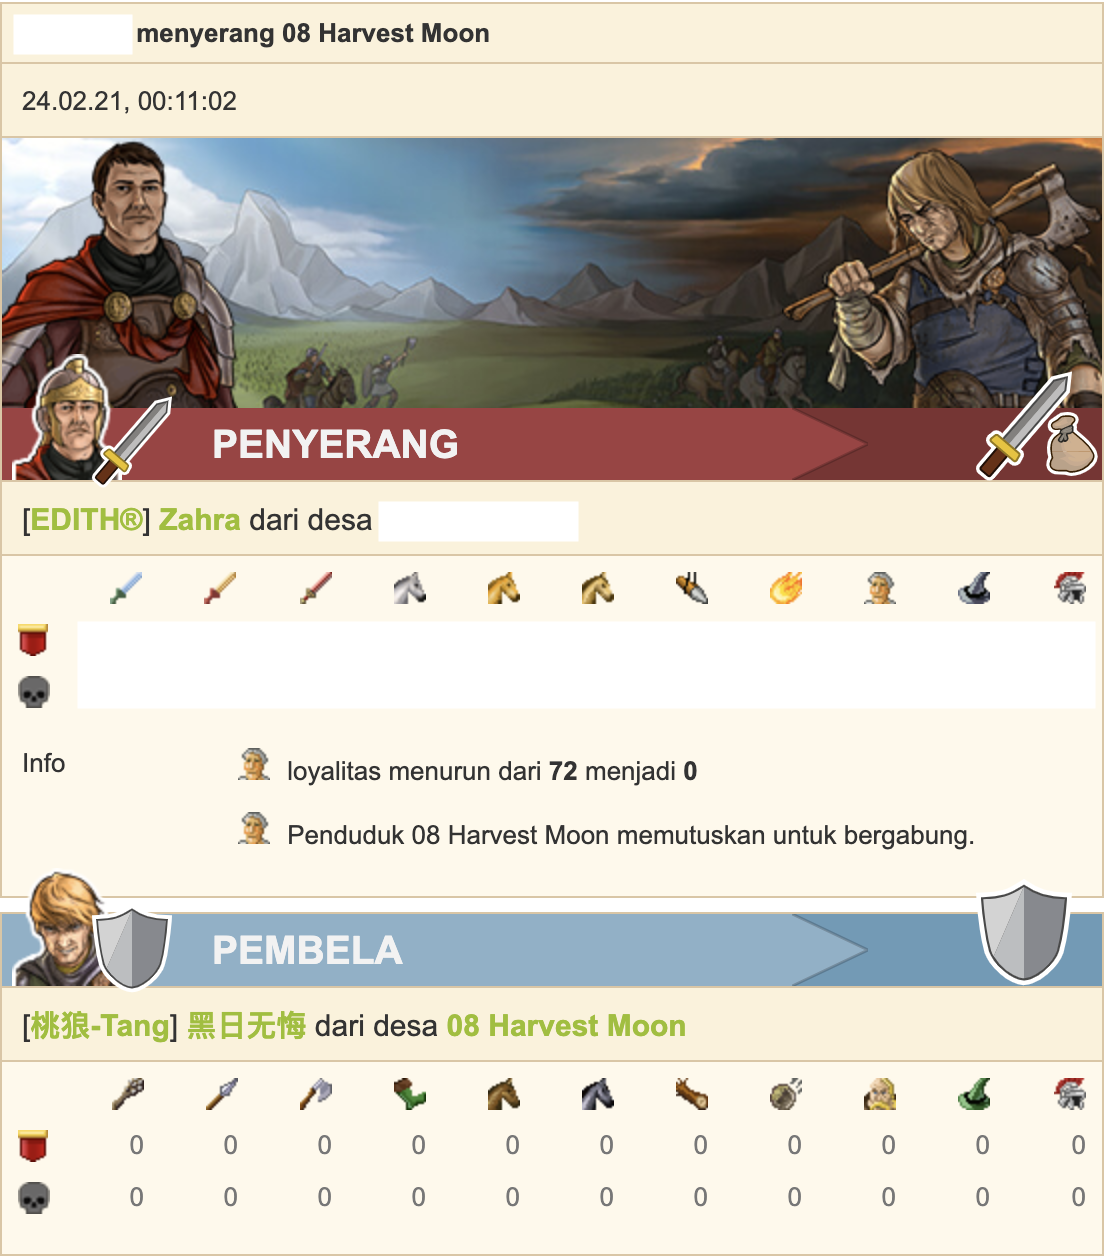 menyerang 08 Harvest Moon
24.02.21, 00:11:02
PENYERANG
[EDITH®] Zahra dari desa
Info
loyalitas menurun dari 72 menjadi 0
Penduduk 08 Harvest Moon memutuskan untuk bergabung.
PEMBELA
[桃狼-Tang] 黑日无悔 dari desa 08 Harvest Moon
0 0 0 0 0 0 0 0 0 0 0
0 0 0 0 0 0 0 0 0 0 0